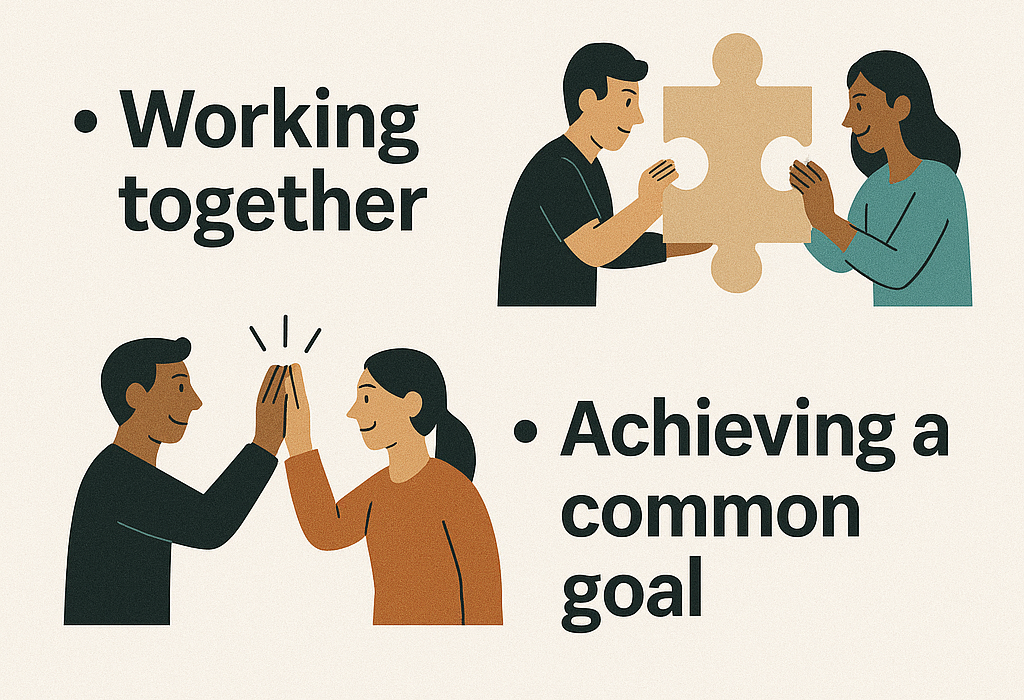 • Working
together
• Achieving a
common
goal